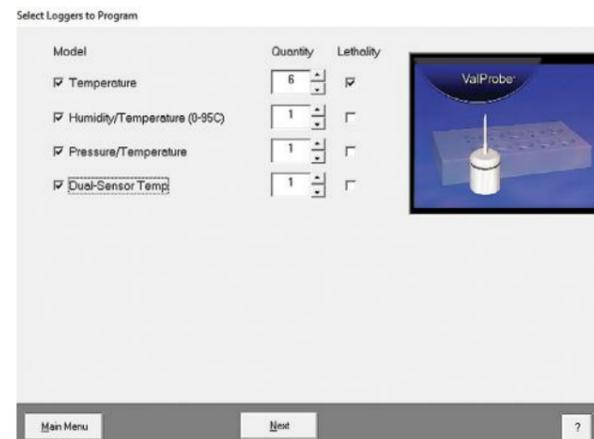 Select Loggers to Program
Model Quantity Lethality
Temperature 6
Humidity/Temperature (0-95C) 1
Pressure/Temperature 1
Dual-Sensor Temp 1
ValProbe
Main Menu Next ?